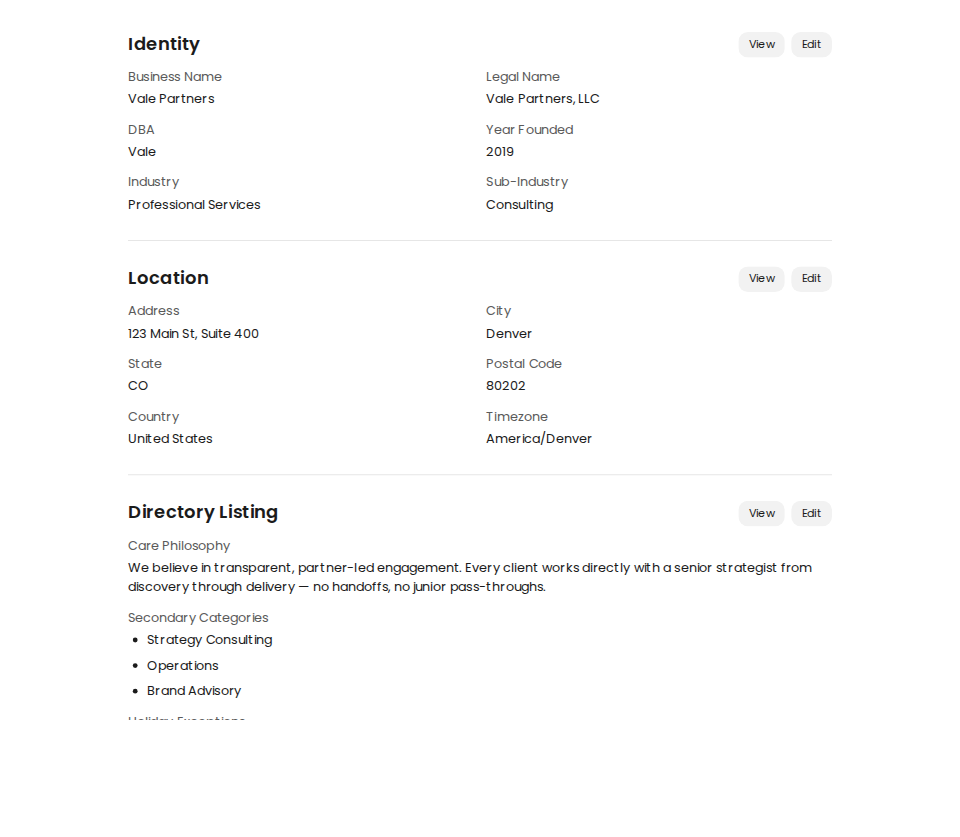 Identity
View
Edit
Business Name
Legal Name
Vale Partners
Vale Partners, LLC
DBA
Year Founded
Vale
2019
Industry
Sub-Industry
Professional Services
Consulting
Location
View
Edit
Address
City
123 Main St, Suite 400
Denver
State
Postal Code
CO
80202
Country
Timezone
United States
America/Denver
Directory Listing
View
Edit
Care Philosophy
We believe in transparent, partner-led engagement. Every client works directly with a senior strategist from
discovery through delivery — no handoffs, no junior pass-throughs.
Secondary Categories
Strategy Consulting
Operations
Brand Advisory